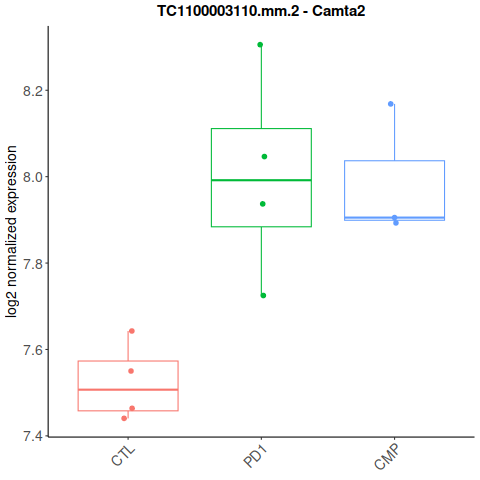 TC1100003110.mm.2 - Camta2
log2 normalized expression
8.2
8.0
7.8
7.6
7.4
CTL
PD1
CMP